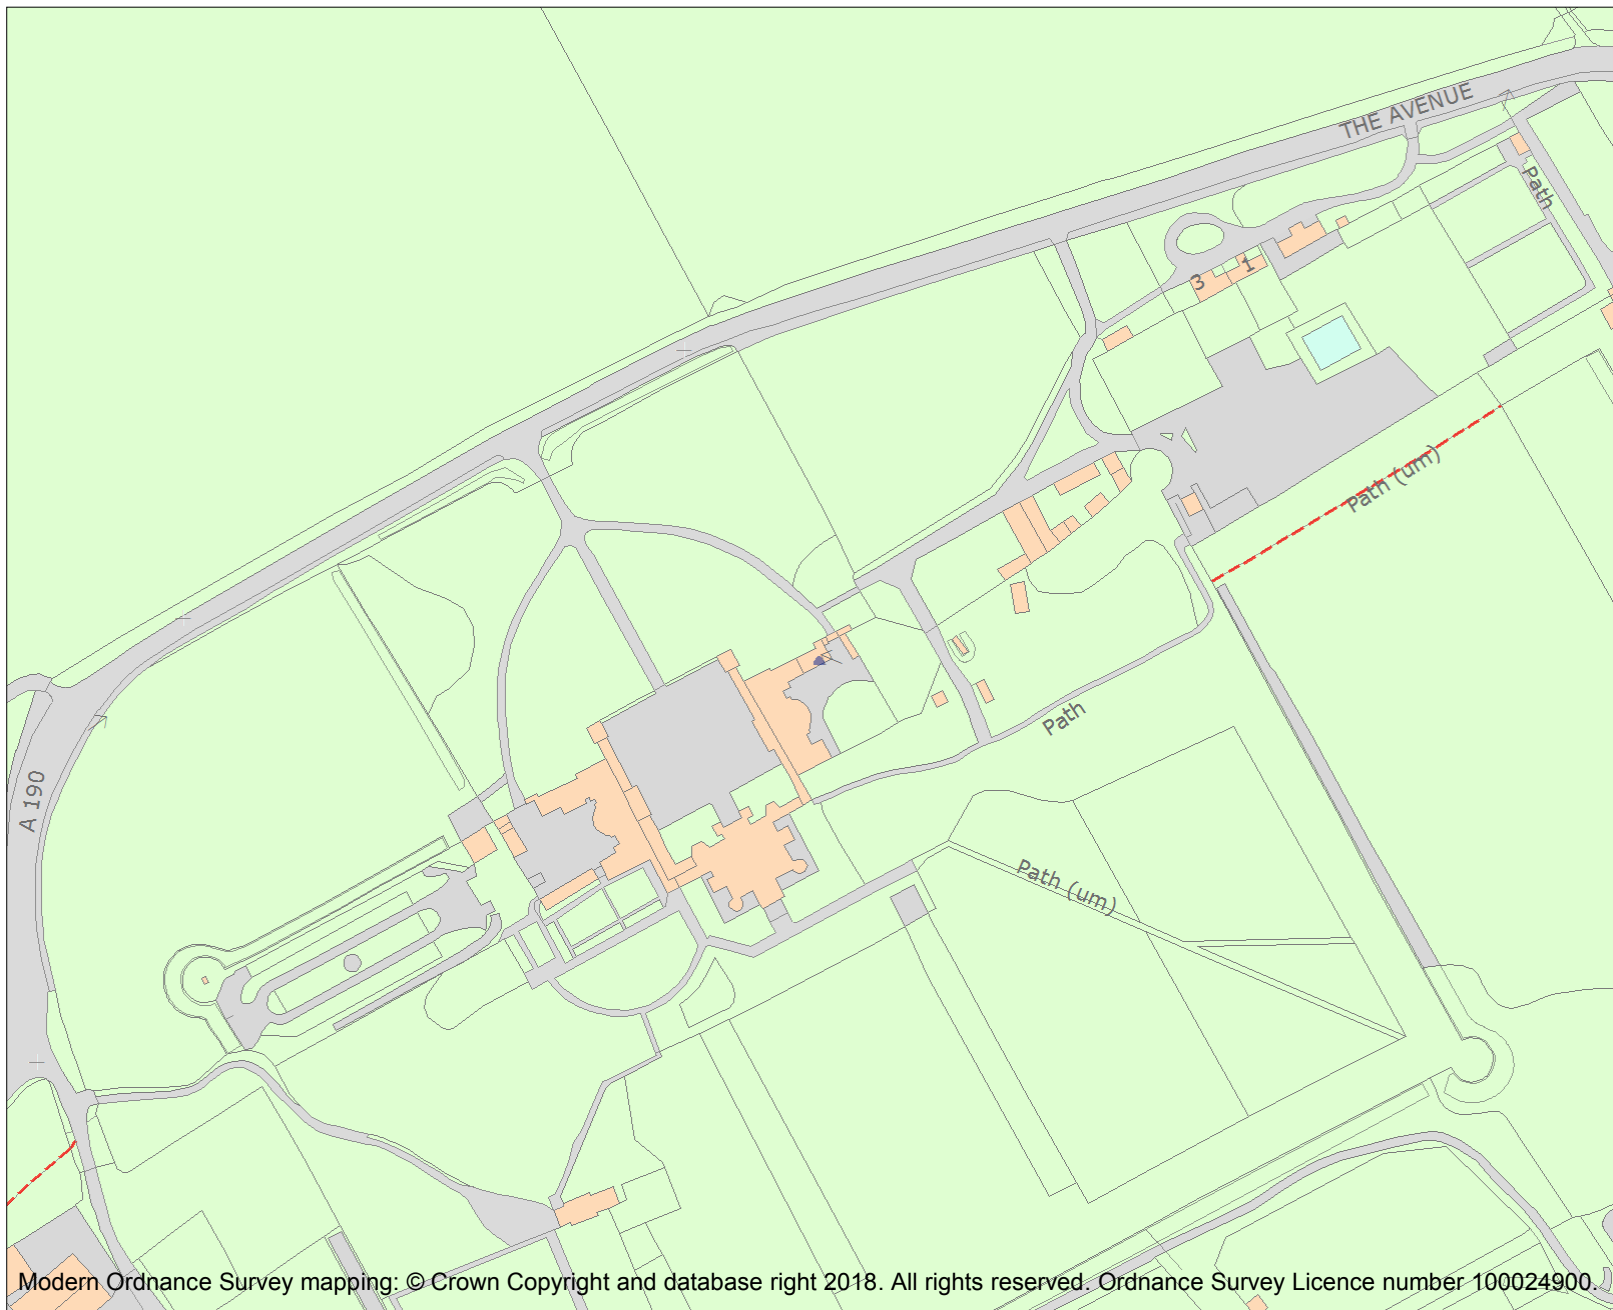 THE AVENUE
Path
1
3
Path (um)
Path
A 190
Path (um)
Modern Ordnance Survey mapping: © Crown Copyright and database right 2018. All rights reserved. Ordnance Survey Licence number 100024900.